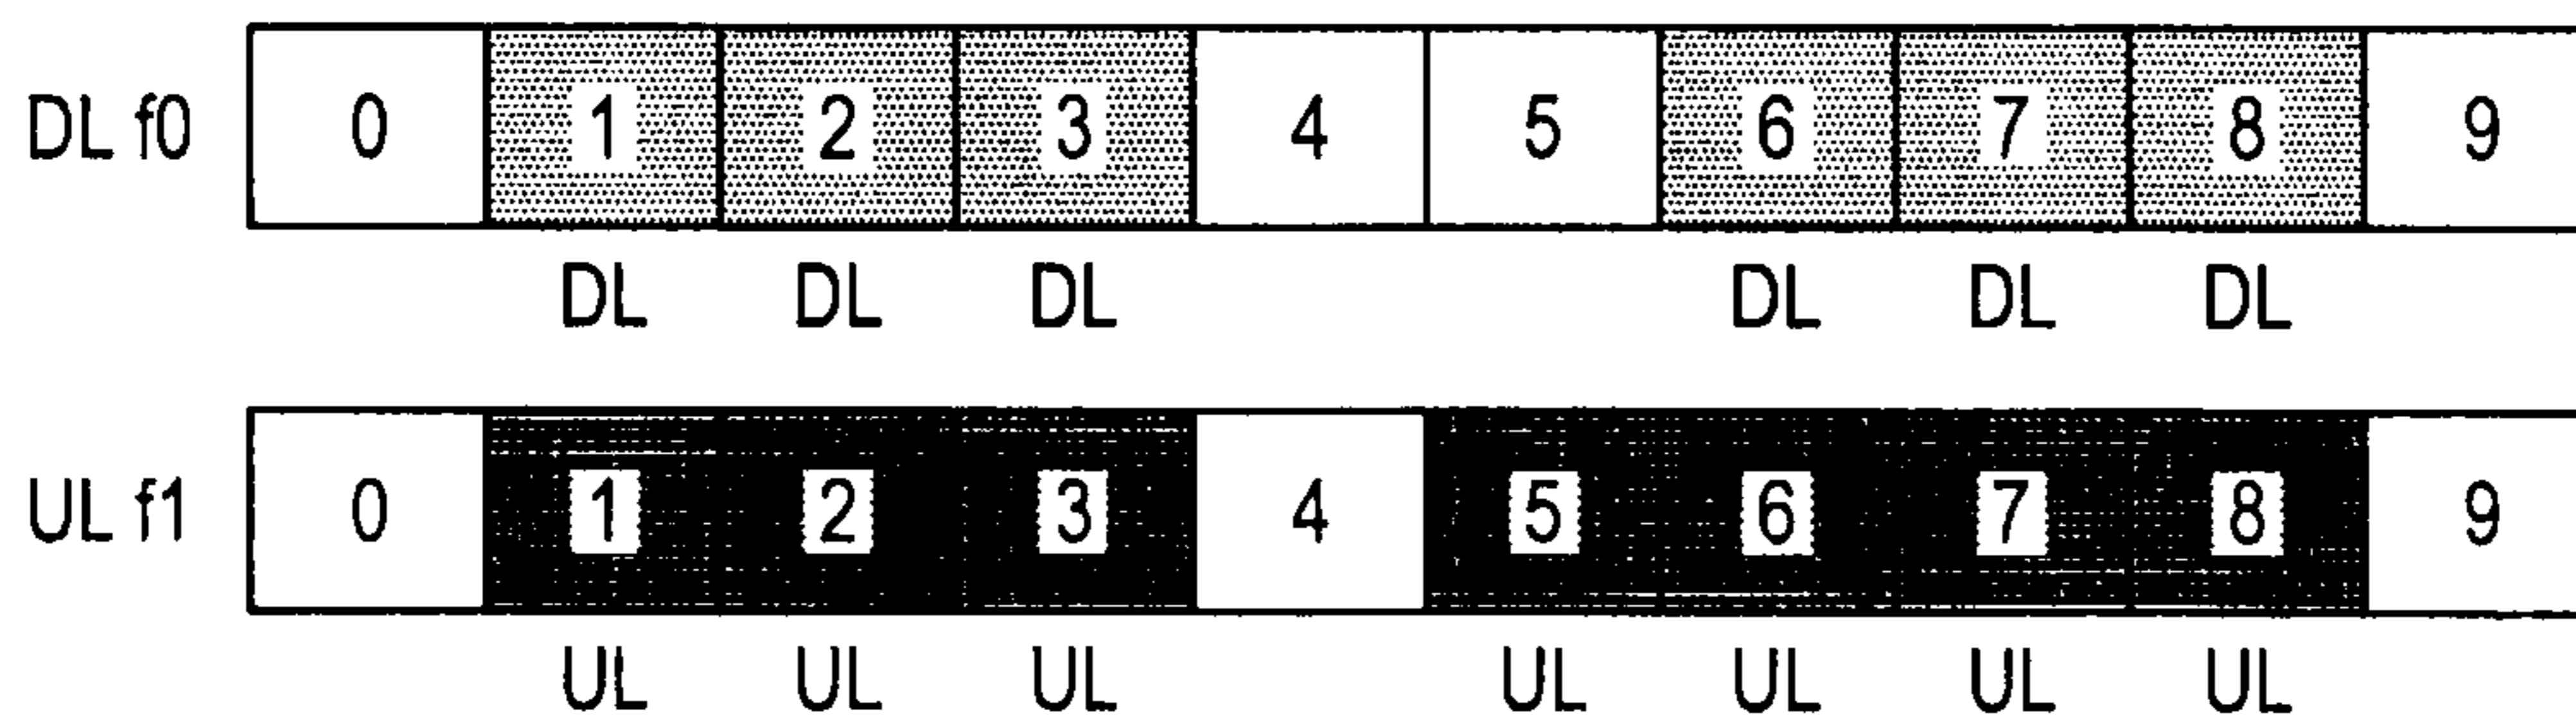 DL f0 0 1 2 3 4 5 6 7 8 9
DL DL DL DL DL DL
UL f1 0 1 2 3 4 5 6 7 8 9
UL UL UL UL UL UL UL